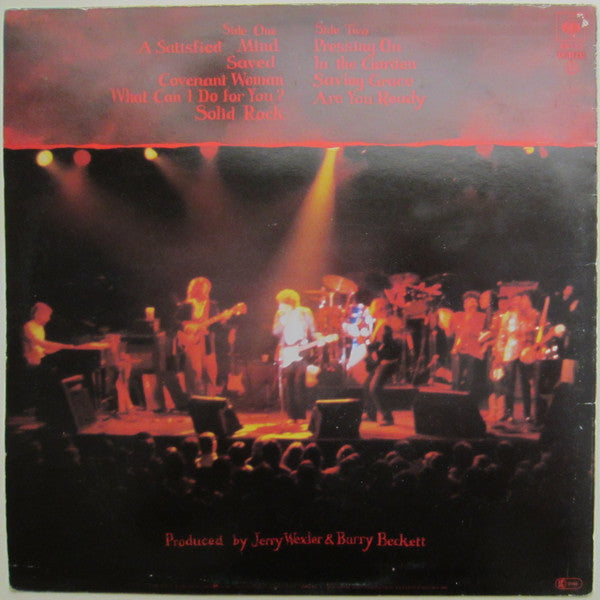 Side One
A Satisfied Mind
Saved
Covenant Woman
What Can I Do for You?
Solid Rock
Side Two
Pressing On
In the Garden
Saving Grace
Are You Ready
Produced by Jerry Wexler & Barry Beckett